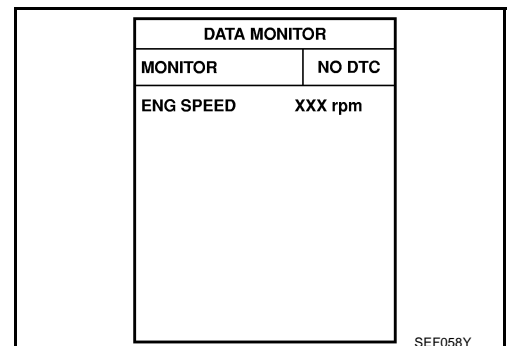 DATA MONITOR
MONITOR NO DTC
ENG SPEED XXX rpm
SEF058Y